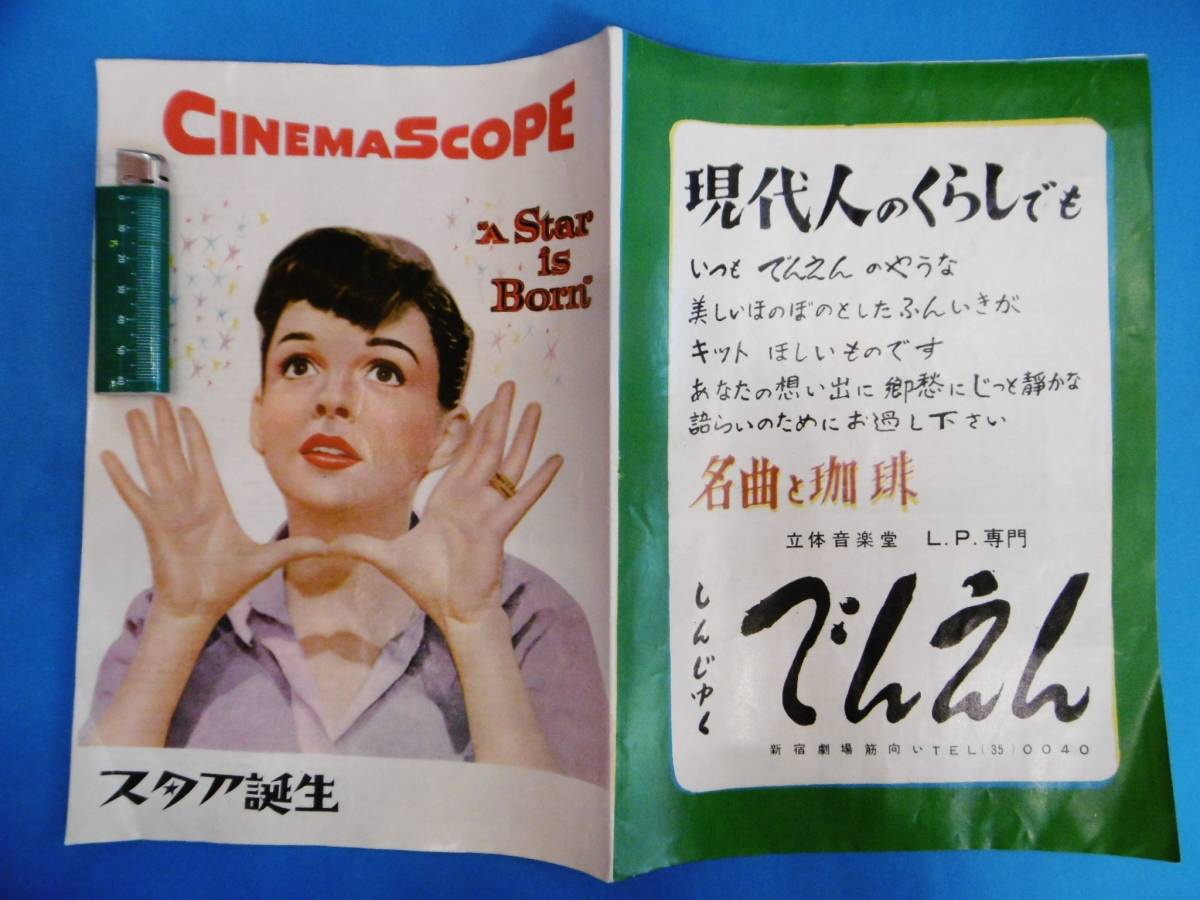 CINEMASCOPE
"A Star
is
Born"
スタア誕生
現代人のくらしでも
いつも でんえん のやうな
美しいほのぼのとしたふんいきが
キット ほしいものです
あなたの想い出に 郷愁に じっと静かな
語らいのためにお過し下さい
名曲と珈琲
立体音楽堂 L.P.専門
しんじゅく
でんえん
新宿劇場筋向い TEL(35)0040